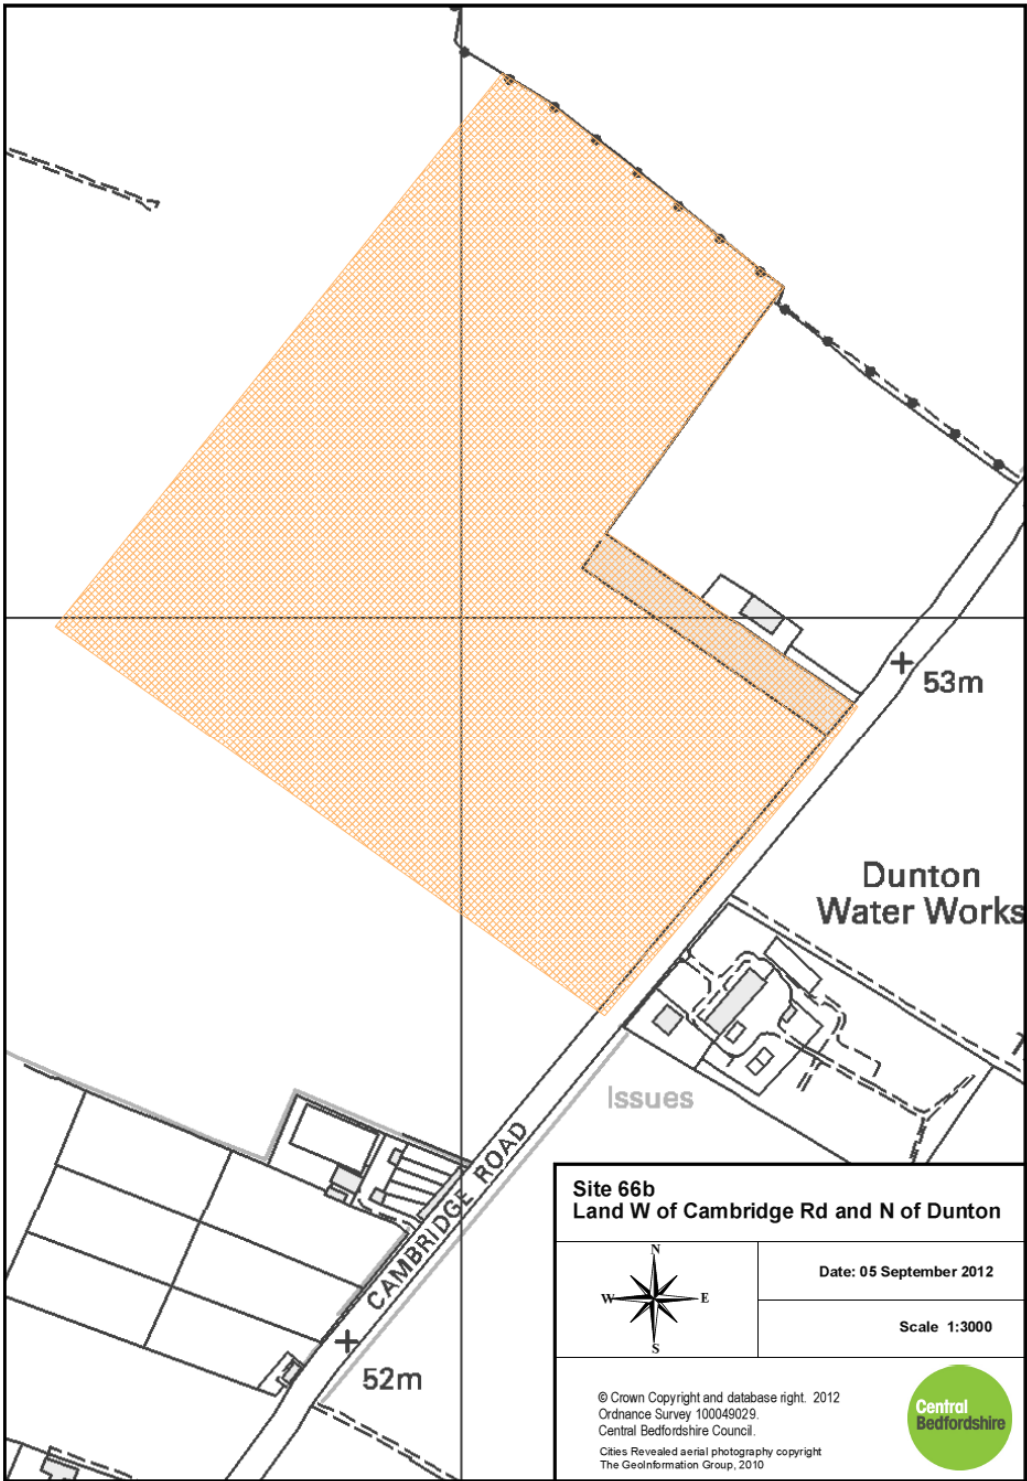 53m
Dunton
Water Works
Issues
CAMBRIDGE ROAD
52m
Site 66b
Land W of Cambridge Rd and N of Dunton
N
W
E
S
Date: 05 September 2012
Scale 1:3000
© Crown Copyright and database right. 2012
Ordnance Survey 100049029.
Central Bedfordshire Council.
Cities Revealed aerial photography copyright
The GeoInformation Group, 2010
Central
Bedfordshire